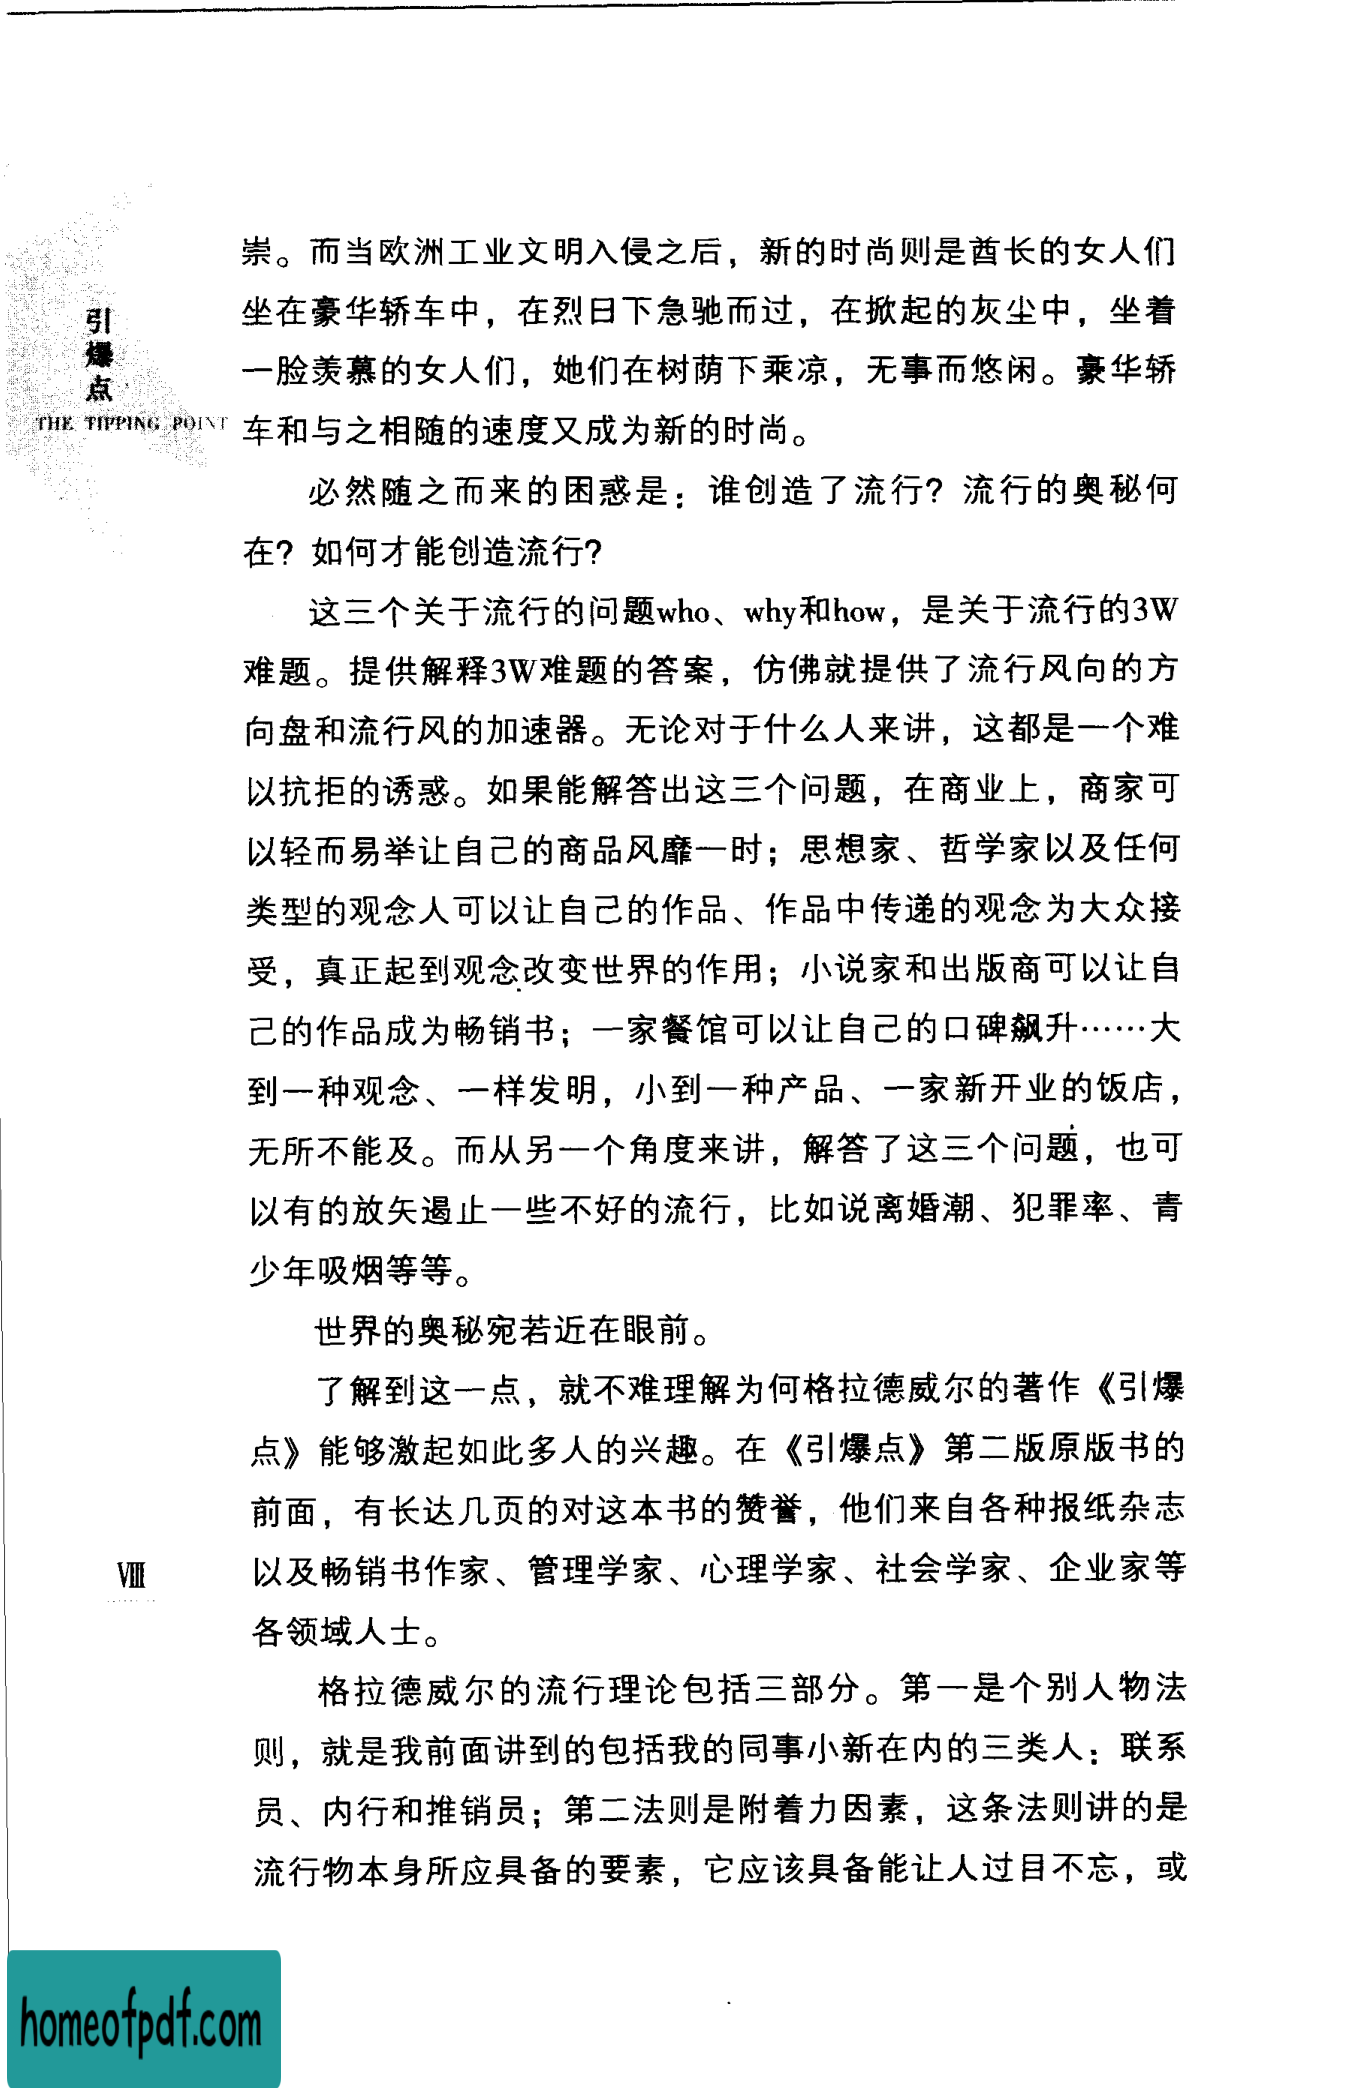 崇。而当欧洲工业文明入侵之后，新的时尚则是酋长的女人们
坐在豪华轿车中，在烈日下急驰而过，在掀起的灰尘中，坐着
一脸羡慕的女人们，她们在树荫下乘凉，无事而悠闲。豪华轿
车和与之相随的速度又成为新的时尚。
必然随之而来的困惑是：谁创造了流行？流行的奥秘何
在？如何才能创造流行？
这三个关于流行的问题who、why和how，是关于流行的3W
难题。提供解释3W难题的答案，仿佛就提供了流行风向的方
向盘和流行风的加速器。无论对于什么人来讲，这都是一个难
以抗拒的诱惑。如果能解答出这三个问题，在商业上，商家可
以轻而易举让自己的商品风靡一时；思想家、哲学家以及任何
类型的观念人可以让自己的作品、作品中传递的观念为大众接
受，真正起到观念改变世界的作用；小说家和出版商可以让自
己的作品成为畅销书；一家餐馆可以让自己的口碑飙升……大
到一种观念、一样发明，小到一种产品、一家新开业的饭店，
无所不能及。而从另一个角度来讲，解答了这三个问题，也可
以有的放矢遏止一些不好的流行，比如说离婚潮、犯罪率、青
少年吸烟等等。
世界的奥秘宛若近在眼前。
了解到这一点，就不难理解为何格拉德威尔的著作《引爆
点》能够激起如此多人的兴趣。在《引爆点》第二版原版书的
前面，有长达几页的对这本书的赞誉，他们来自各种报纸杂志
以及畅销书作家、管理学家、心理学家、社会学家、企业家等
各领域人士。
格拉德威尔的流行理论包括三部分。第一是个别人物法
则，就是我前面讲到的包括我的同事小新在内的三类人：联系
员、内行和推销员；第二法则是附着力因素，这条法则讲的是
流行物本身所应具备的要素，它应该具备能让人过目不忘，或
引爆点
THE TIPPING POINT
VIII
homeofpdf.com